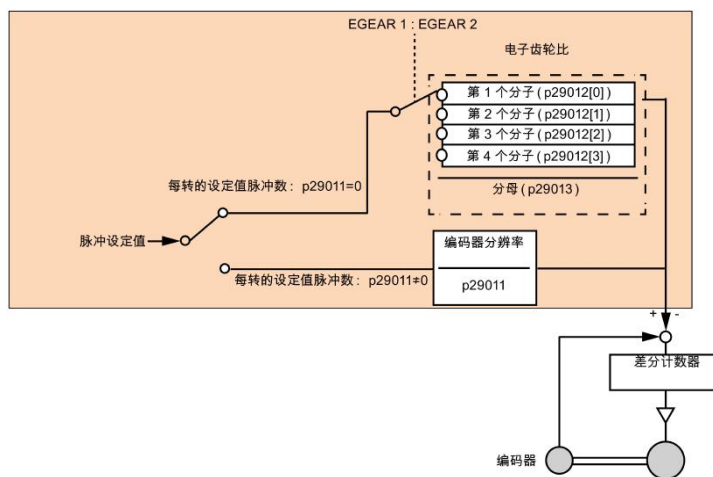 EGEAR 1 : EGEAR 2
电子齿轮比
第 1 个分子 ( p29012[0] )
第 2 个分子 ( p29012[1] )
第 3 个分子 ( p29012[2] )
第 4 个分子 ( p29012[3] )
分母 ( p29013 )
每转的设定值脉冲数: p29011=0
脉冲设定值
编码器分辨率
每转的设定值脉冲数: p29011≠0
p29011
+ -
差分计数器
编码器